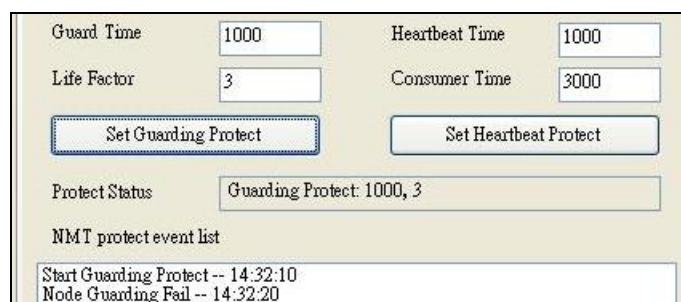 Guard Time 1000 Heartbeat Time 1000
Life Factor 3 Consumer Time 3000
Set Guarding Protect Set Heartbeat Protect
Protect Status Guarding Protect: 1000, 3
NMT protect event list
Start Guarding Protect -- 14:32:10
Node Guarding Fail -- 14:32:20